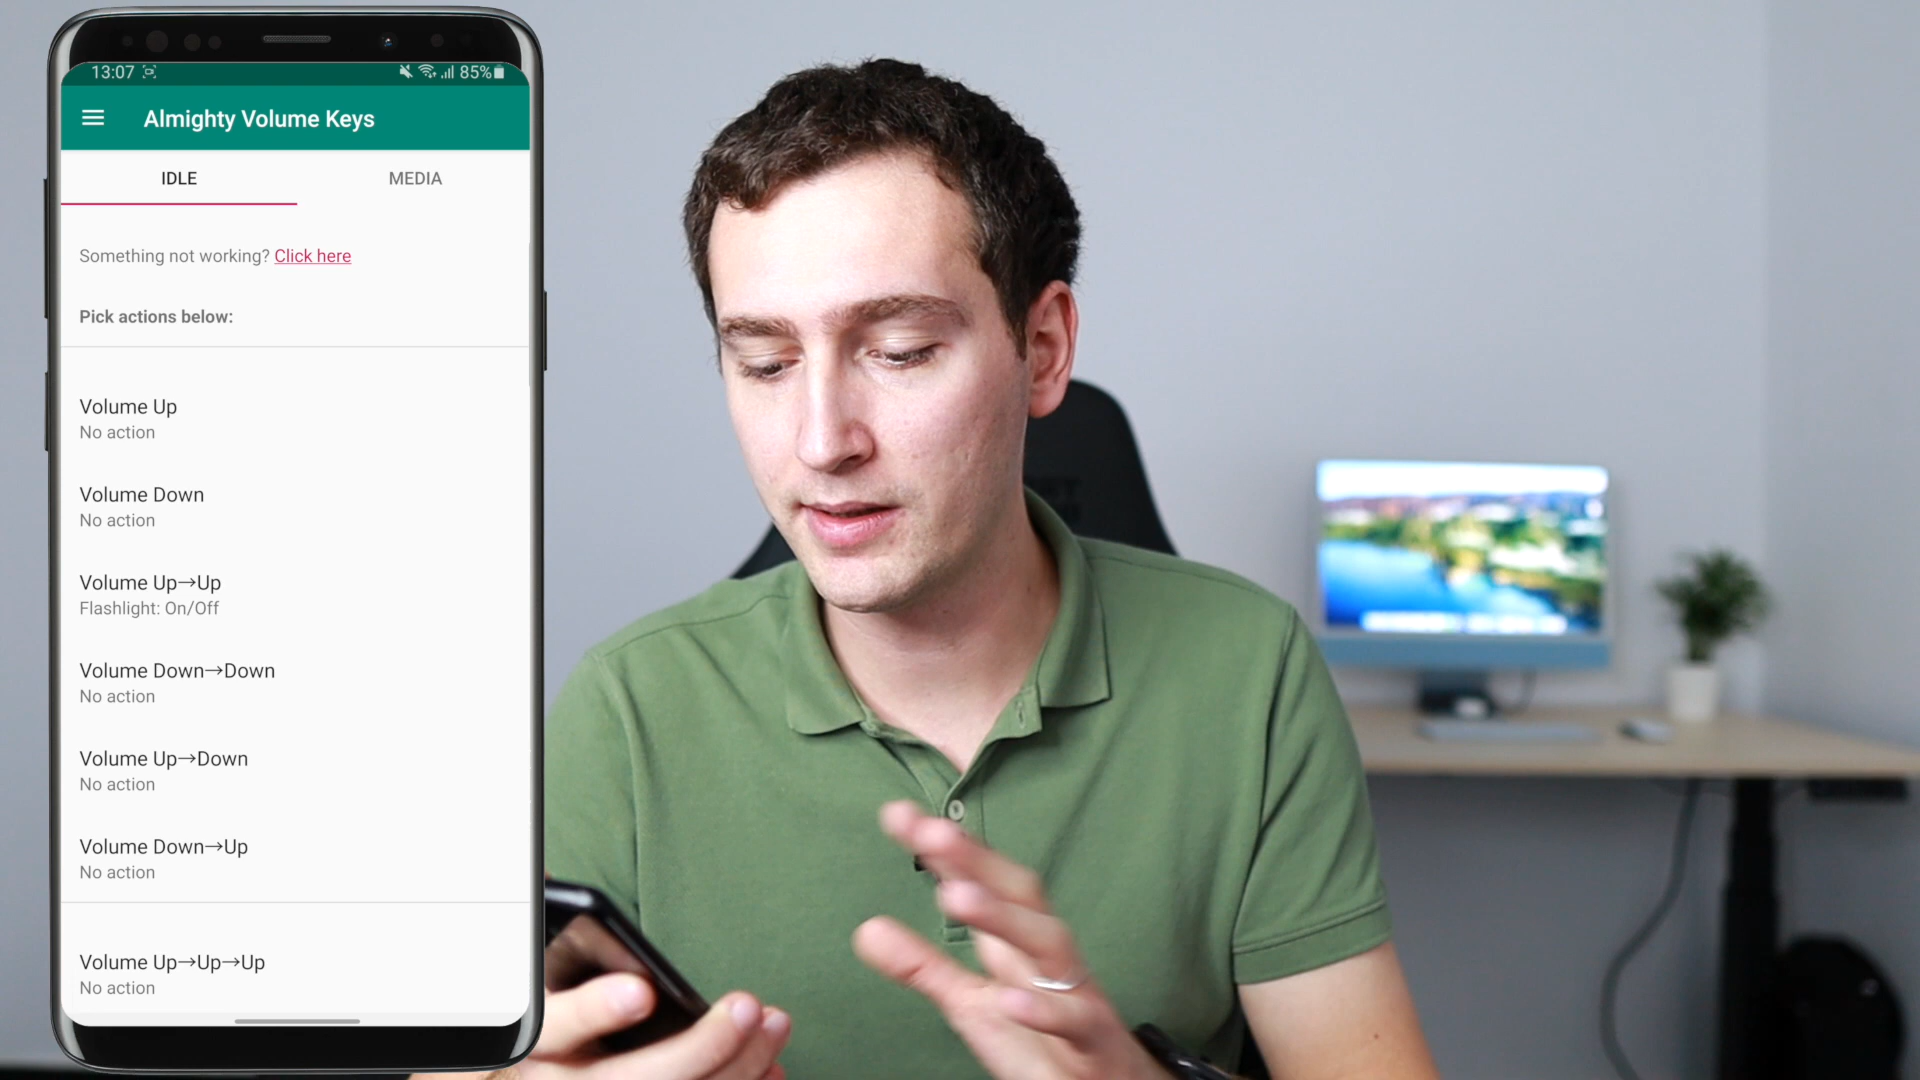 13:07 85%
Almighty Volume Keys
IDLE MEDIA
Something not working? Click here
Pick actions below:
Volume Up
No action
Volume Down
No action
Volume Up→Up
Flashlight: On/Off
Volume Down→Down
No action
Volume Up→Down
No action
Volume Down→Up
No action
Volume Up→Up→Up
No action